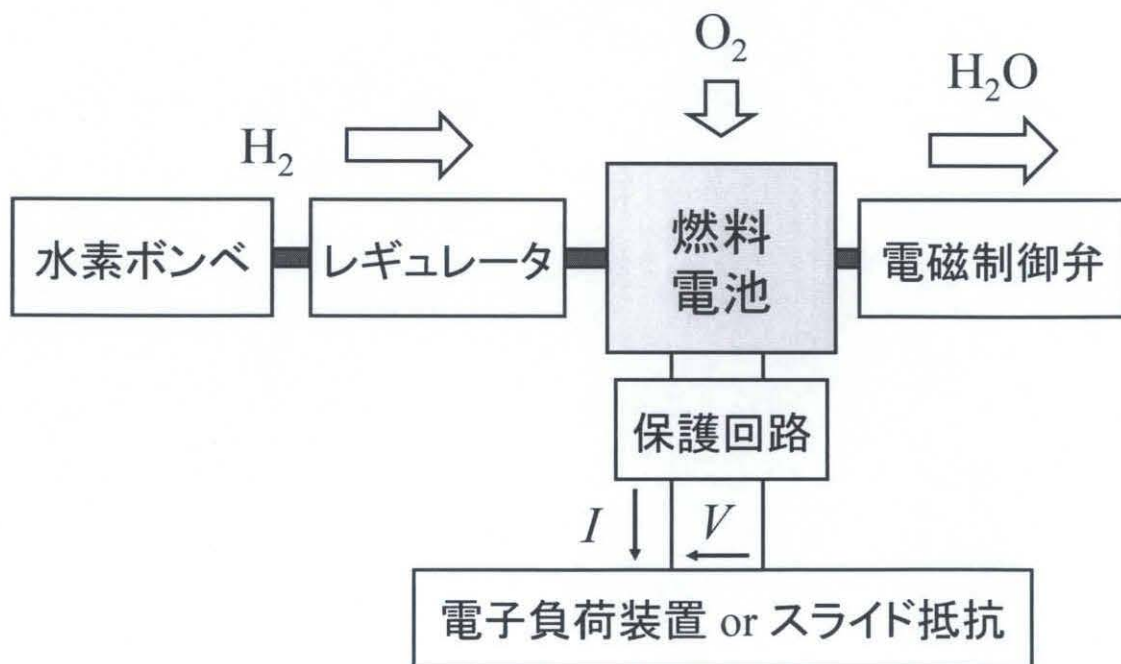 O₂
H₂O
H₂
水素ボンベ
レギュレータ
燃料
電池
電磁制御弁
保護回路
I
V
電子負荷装置 or スライド抵抗